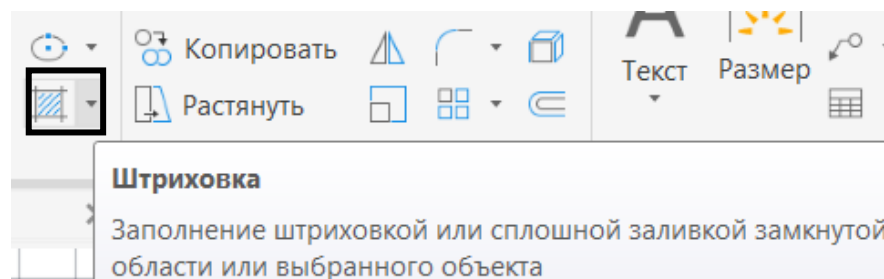 Копировать
Текст
Размер
Растянуть
Штриховка
Заполнение штриховкой или сплошной заливкой замкнутой
области или выбранного объекта